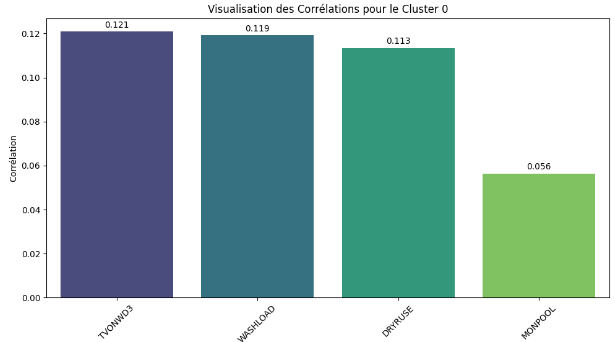 Visualisation des Corrélations pour le Cluster 0
0.121
0.119
0.113
0.056
Corrélation
0.12
0.10
0.08
0.06
0.04
0.02
0.00
TVONWD3
WASHLOAD
DRYRUSE
MONPOOL